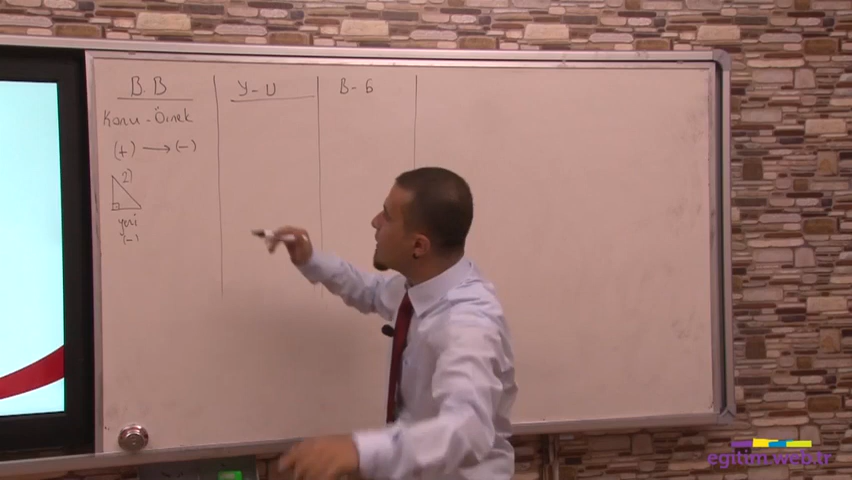 B.B
Y-U
B-G
Konu-Örnek
(+) → (-)
2)
yeni
(-)
egitim.web.tr